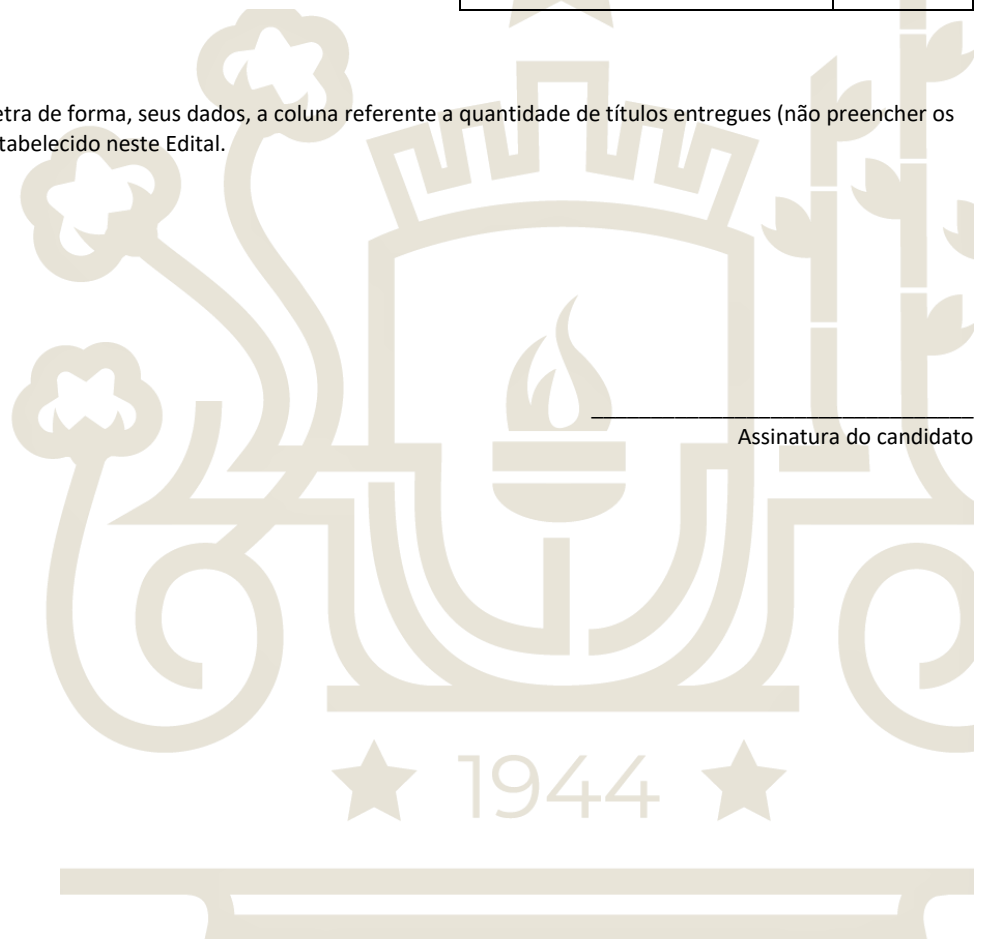 etra de forma, seus dados, a coluna referente a quantidade de títulos entregues (não preencher os
tabelecido neste Edital.
Assinatura do candidato
1944